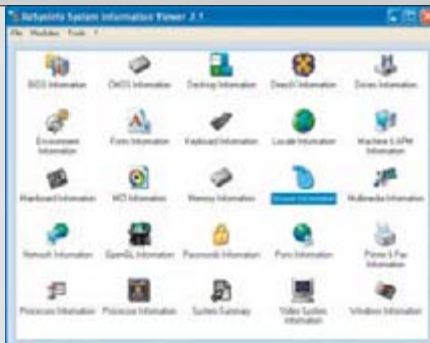 System Information Viewer 2.1
File Modules Tools ?
BIOS Information CMOS Information Desktop Information DirectX Information Drives Information
Environment Information Fonts Information Keyboard Information Locale Information Machine & APM Information
Mainboard Information MCI Information Memory Information Mouse Information Multimedia Information
Network Information OpenGL Information Passwords Information Ports Information Printer & Fax Information
Processes Information Processor Information System Summary Video System Information Windows Information